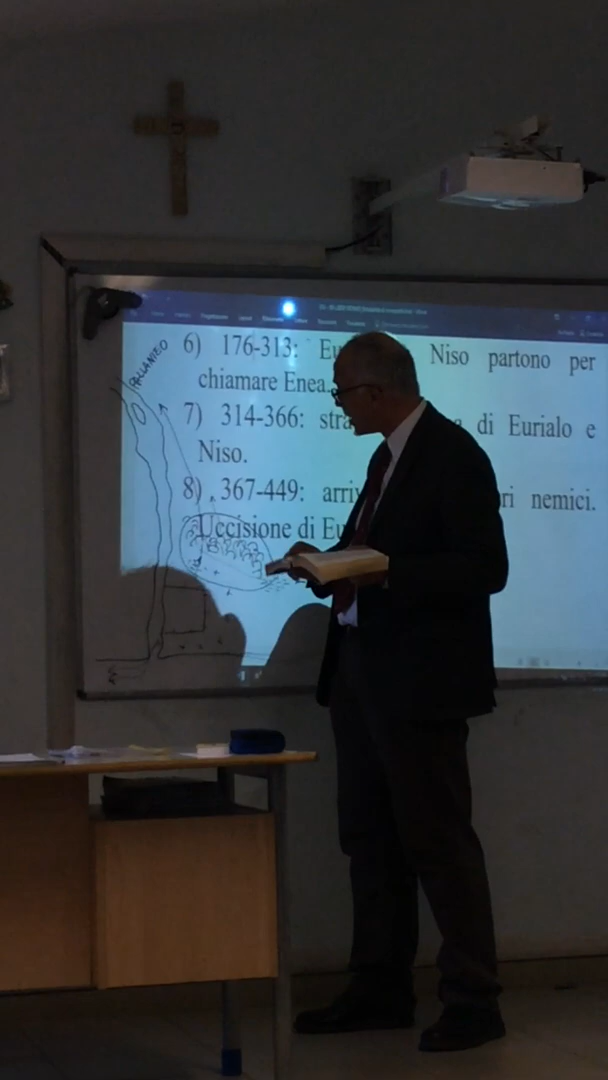 PALLANTEO
6) 176-313: Eu Niso partono per
chiamare Enea.
7) 314-366: stra di Eurialo e
Niso.
8) 367-449: arriv ri nemici.
Uccisione di Eu